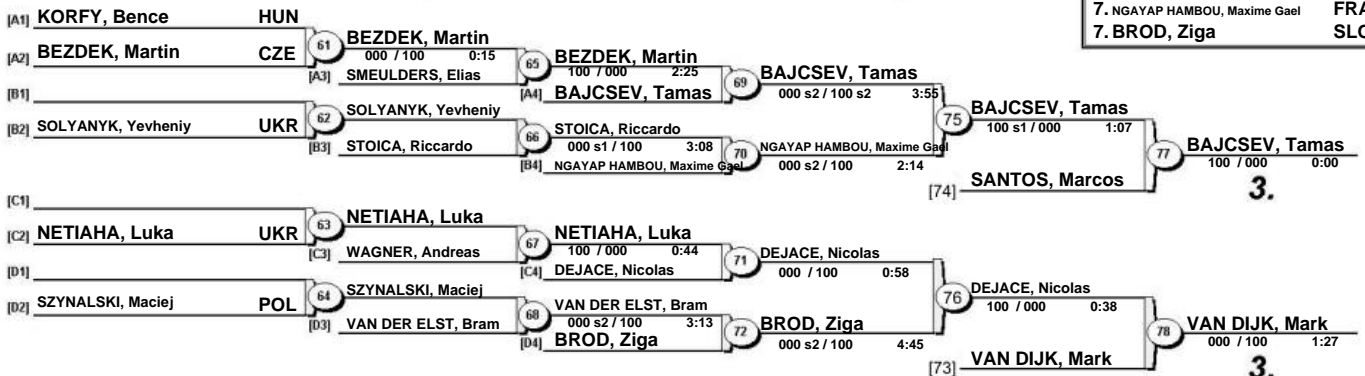 7. NGAYAP HAMBOU, Maxime Gael FRA
7. BROD, Ziga
[A1] KORFY, Bence HUN
[A2] BEZDEK, Martin CZE
61
BEZDEK, Martin
000 / 100 0:15
[A3] SMEULDERS, Elias
65
BEZDEK, Martin
100 / 000 2:25
[A4] BAJCSEV, Tamas
69
BAJCSEV, Tamas
000 s2 / 100 s2 3:55
[B1]
[B2] SOLYANYK, Yevheniy UKR
62
SOLYANYK, Yevheniy
[B3] STOICA, Riccardo
66
STOICA, Riccardo
000 s1 / 100 3:08
[B4] NGAYAP HAMBOU, Maxime Gael
70
NGAYAP HAMBOU, Maxime Gael
000 s2 / 100 2:14
75
BAJCSEV, Tamas
100 s1 / 000 1:07
[74] SANTOS, Marcos
77
BAJCSEV, Tamas
100 / 000 0:00
3.
[C1]
[C2] NETIAHA, Luka UKR
63
NETIAHA, Luka
[C3] WAGNER, Andreas
67
NETIAHA, Luka
100 / 000 0:44
[C4] DEJACE, Nicolas
71
DEJACE, Nicolas
000 / 100 0:58
[D1]
[D2] SZYNALSKI, Maciej POL
64
SZYNALSKI, Maciej
[D3] VAN DER ELST, Bram
68
VAN DER ELST, Bram
000 s2 / 100 3:13
[D4] BROD, Ziga
72
BROD, Ziga
000 s2 / 100 4:45
76
DEJACE, Nicolas
100 / 000 0:38
[73] VAN DIJK, Mark
78
VAN DIJK, Mark
000 / 100 1:27
3.